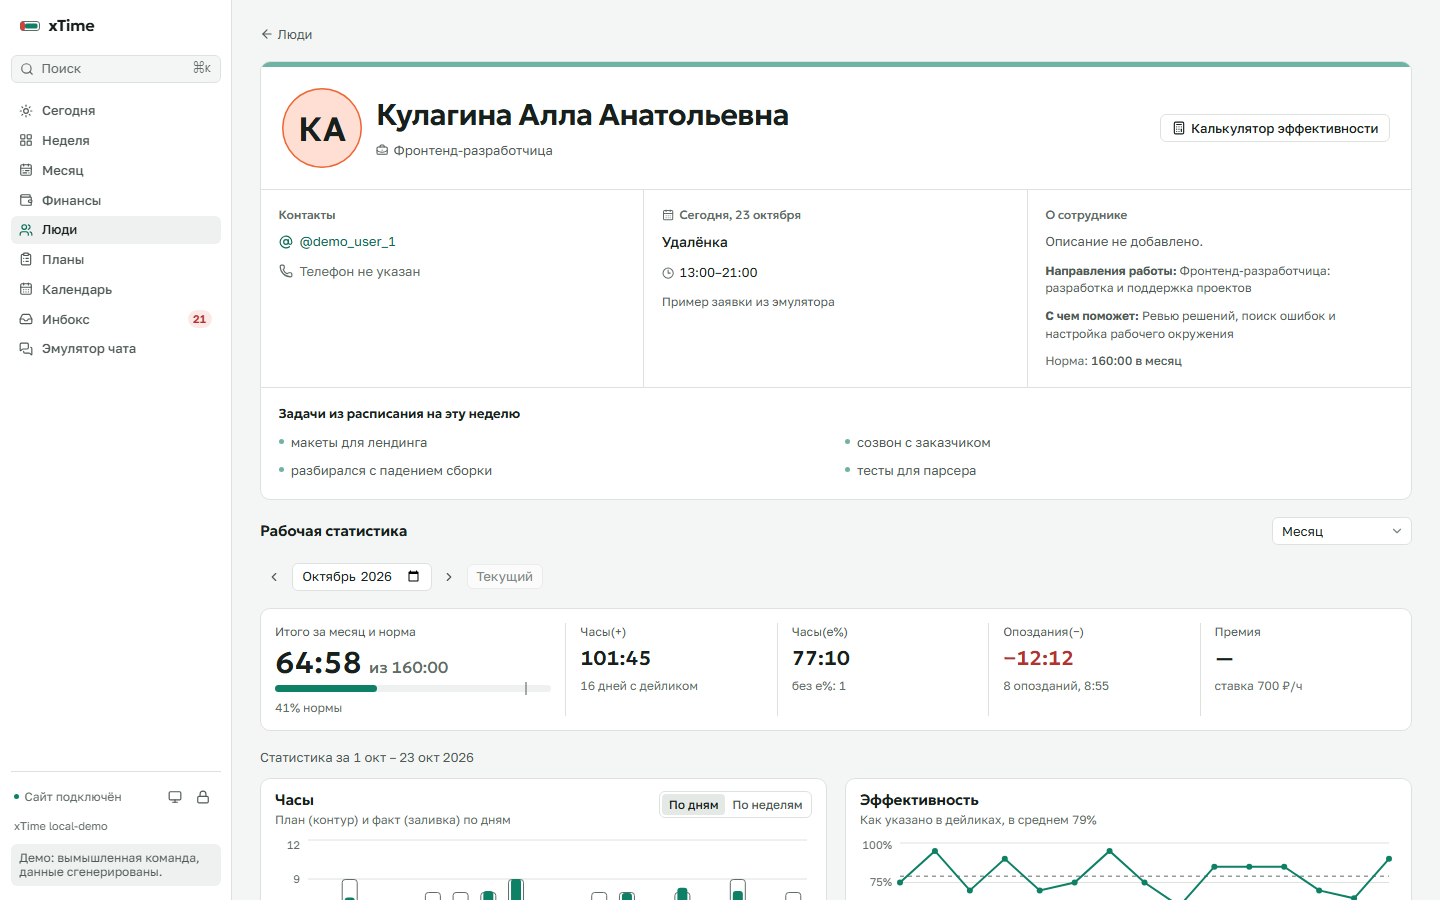 xTime
Поиск
⌘K
Сегодня
Неделя
Месяц
Финансы
Люди
Планы
Календарь
Инбокс
21
Эмулятор чата
Сайт подключён
xTime local-demo
Демо: вымышленная команда,
данные сгенерированы.
← Люди
КА
Кулагина Алла Анатольевна
Фронтенд-разработчица
Калькулятор эффективности
Контакты
@demo_user_1
Телефон не указан
Сегодня, 23 октября
Удалёнка
13:00–21:00
Пример заявки из эмулятора
О сотруднике
Описание не добавлено.
Направления работы: Фронтенд-разработчица:
разработка и поддержка проектов
С чем поможет: Ревью решений, поиск ошибок и
настройка рабочего окружения
Норма: 160:00 в месяц
Задачи из расписания на эту неделю
макеты для лендинга
созвон с заказчиком
разбирался с падением сборки
тесты для парсера
Рабочая статистика
Месяц
Октябрь 2026
Текущий
Итого за месяц и норма
64:58 из 160:00
41% нормы
Часы(+)
101:45
16 дней с дейликом
Часы(е%)
77:10
без е%: 1
Опоздания(−)
−12:12
8 опозданий, 8:55
Премия
—
ставка 700 ₽/ч
Статистика за 1 окт – 23 окт 2026
Часы
План (контур) и факт (заливка) по дням
По дням
По неделям
12
9
Эффективность
Как указано в дейликах, в среднем 79%
100%
75%